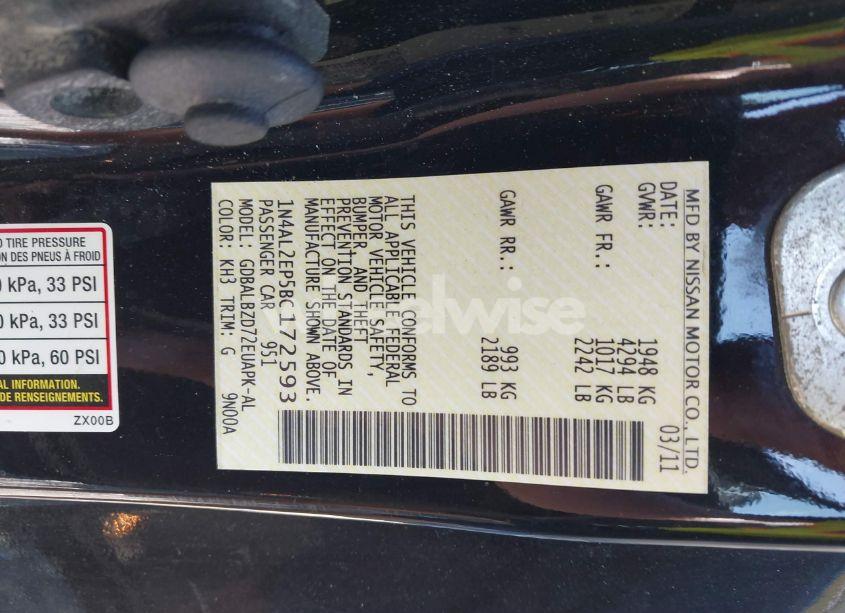 MFD BY NISSAN MOTOR CO., LTD.
DATE: 03/11
GVWR: 1948 KG
4294 LB
GAWR FR.: 1017 KG
2242 LB
GAWR RR.: 993 KG
2189 LB
THIS VEHICLE CONFORMS TO
ALL APPLICABLE FEDERAL
MOTOR VEHICLE SAFETY,
BUMPER, AND THEFT
PREVENTION STANDARDS IN
EFFECT ON THE DATE OF
MANUFACTURE SHOWN ABOVE.
1N4AL2EP5BC172593
PASSENGER CAR 951
MODEL: GDBALBZD72EUAPK-AL
COLOR: KH3 TRIM: G 9N00A
TIRE PRESSURE
DES PNEUS À FROID
kPa, 33 PSI
kPa, 33 PSI
kPa, 60 PSI
INFORMATION.
DE RENSEIGNEMENTS.
ZX00B